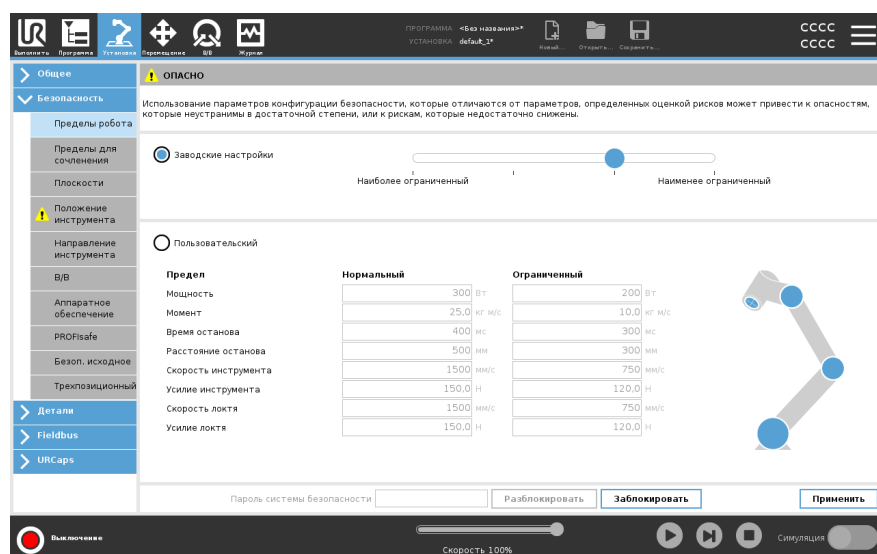 ПРОГРАММА <Без названия>*
УСТАНОВКА default_1*
Выполнить Программа Установка Перемещение В/В Журнал
Новый... Открыть... Сохранить...
CCCC
CCCC
Общее
Безопасность
Пределы робота
Пределы для
сочленения
Плоскости
Положение
инструмента
Направление
инструмента
В/В
Аппаратное
обеспечение
PROFIsafe
Безоп. исходное
Трехпозиционный
Детали
Fieldbus
URCaps
ОПАСНО
Использование параметров конфигурации безопасности, которые отличаются от параметров, определенных оценкой рисков может привести к опасностям,
которые неустранимы в достаточной степени, или к рискам, которые недостаточно снижены.
Заводские настройки
Наиболее ограниченный Наименее ограниченный
Пользовательский
Предел Нормальный Ограниченный
Мощность 300 Вт 200 Вт
Момент 25,0 кг м/с 10,0 кг м/с
Время останова 400 мс 300 мс
Расстояние останова 500 мм 300 мм
Скорость инструмента 1500 мм/с 750 мм/с
Усилие инструмента 150,0 Н 120,0 Н
Скорость локтя 1500 мм/с 750 мм/с
Усилие локтя 150,0 Н 120,0 Н
Пароль системы безопасности Разблокировать Заблокировать Применить
Выключение
Скорость 100%
Симуляция